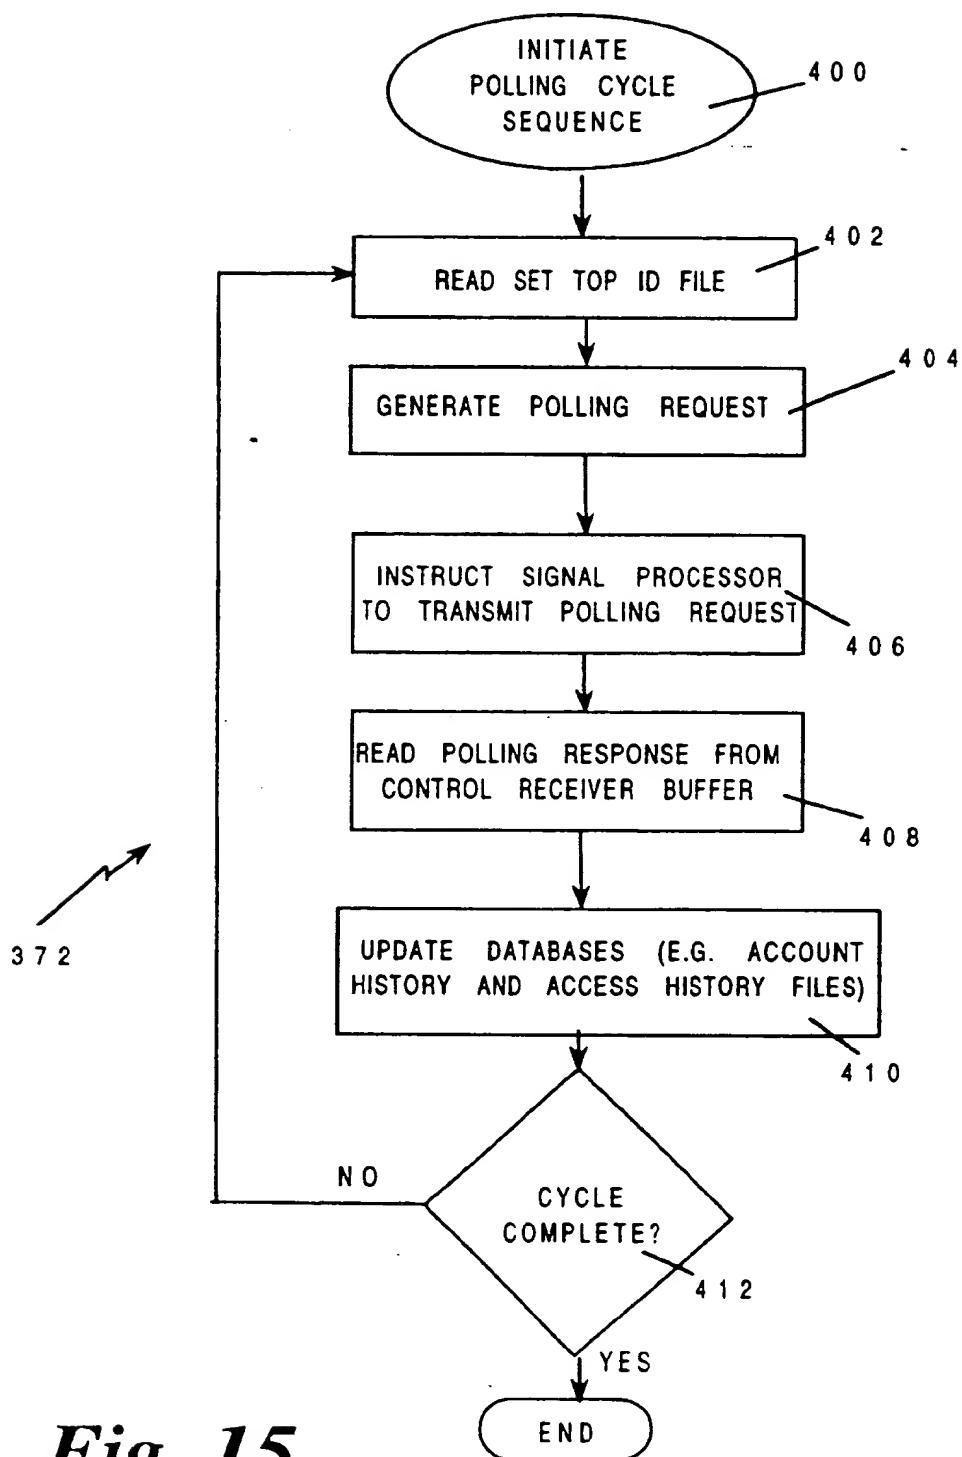 INITIATE
POLLING CYCLE
SEQUENCE
400
402
READ SET TOP ID FILE
404
GENERATE POLLING REQUEST
INSTRUCT SIGNAL PROCESSOR
TO TRANSMIT POLLING REQUEST
406
READ POLLING RESPONSE FROM
CONTROL RECEIVER BUFFER
408
372
UPDATE DATABASES (E.G. ACCOUNT
HISTORY AND ACCESS HISTORY FILES)
410
NO
CYCLE
COMPLETE?
412
YES
END
Fig. 15